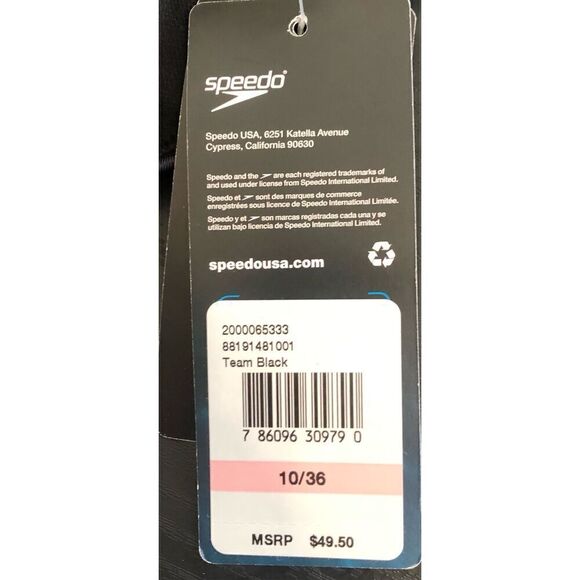 speedo
Speedo USA, 6251 Katella Avenue
Cypress, California 90630
Speedo and the are each registered trademarks of
and used under license from Speedo International Limited.
Speedo et sont des marques de commerce
enregistrées sous licence de Speedo International Limitée.
Speedo y et son marcas registradas cada una y se
utilizan bajo licencia de Speedo International Limited.
speedousa.com
2000065333
88191481001
Team Black
7 86096 30979 0
10/36
MSRP $49.50